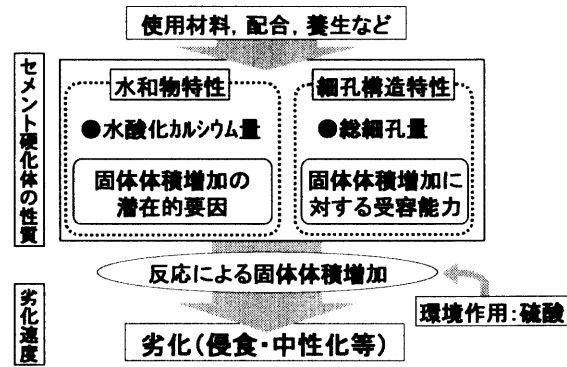 使用材料，配合，養生など
セメント硬化体の性質
水和物特性
●水酸化カルシウム量
固体体積増加の
潜在的要因
細孔構造特性
●総細孔量
固体体積増加に
対する受容能力
反応による固体体積増加
環境作用:硫酸
劣化速度
劣化(侵食・中性化等)